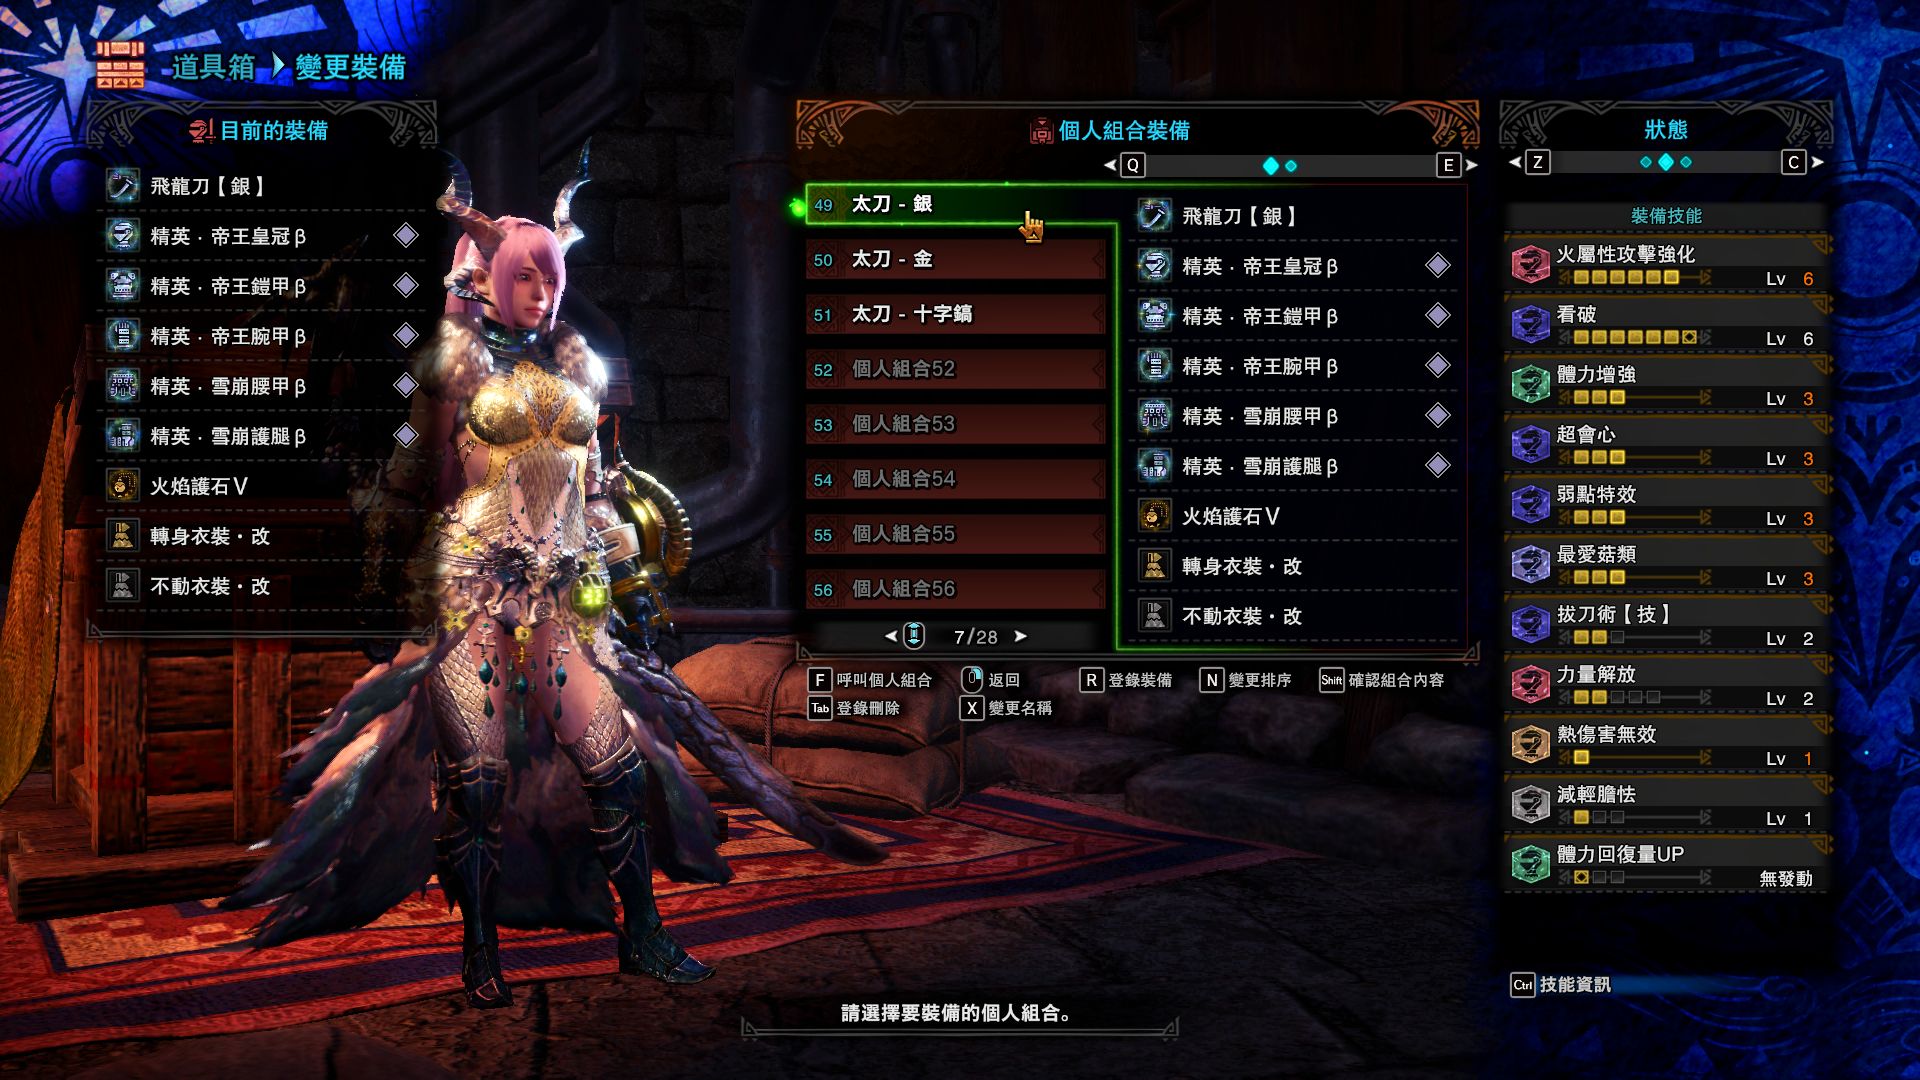 道具箱 變更裝備
目前的裝備
飛龍刀【銀】
精英．帝王皇冠β
精英．帝王鎧甲β
精英．帝王腕甲β
精英．雪崩腰甲β
精英．雪崩護腿β
火焰護石Ⅴ
轉身衣裝・改
不動衣裝・改
個人組合裝備
Q E
49 太刀 - 銀
50 太刀 - 金
51 太刀 - 十字鎬
52 個人組合52
53 個人組合53
54 個人組合54
55 個人組合55
56 個人組合56
7/28
飛龍刀【銀】
精英．帝王皇冠β
精英．帝王鎧甲β
精英．帝王腕甲β
精英．雪崩腰甲β
精英．雪崩護腿β
火焰護石Ⅴ
轉身衣裝・改
不動衣裝・改
F 呼叫個人組合 返回 R 登錄裝備 N 變更排序 Shift 確認組合內容
Tab 登錄刪除 X 變更名稱
狀態
Z C
裝備技能
火屬性攻擊強化
Lv 6
看破
Lv 6
體力增強
Lv 3
超會心
Lv 3
弱點特效
Lv 3
最愛菇類
Lv 3
拔刀術【技】
Lv 2
力量解放
Lv 2
熱傷害無效
Lv 1
減輕膽怯
Lv 1
體力回復量UP
無發動
Ctrl 技能資訊
請選擇要裝備的個人組合。